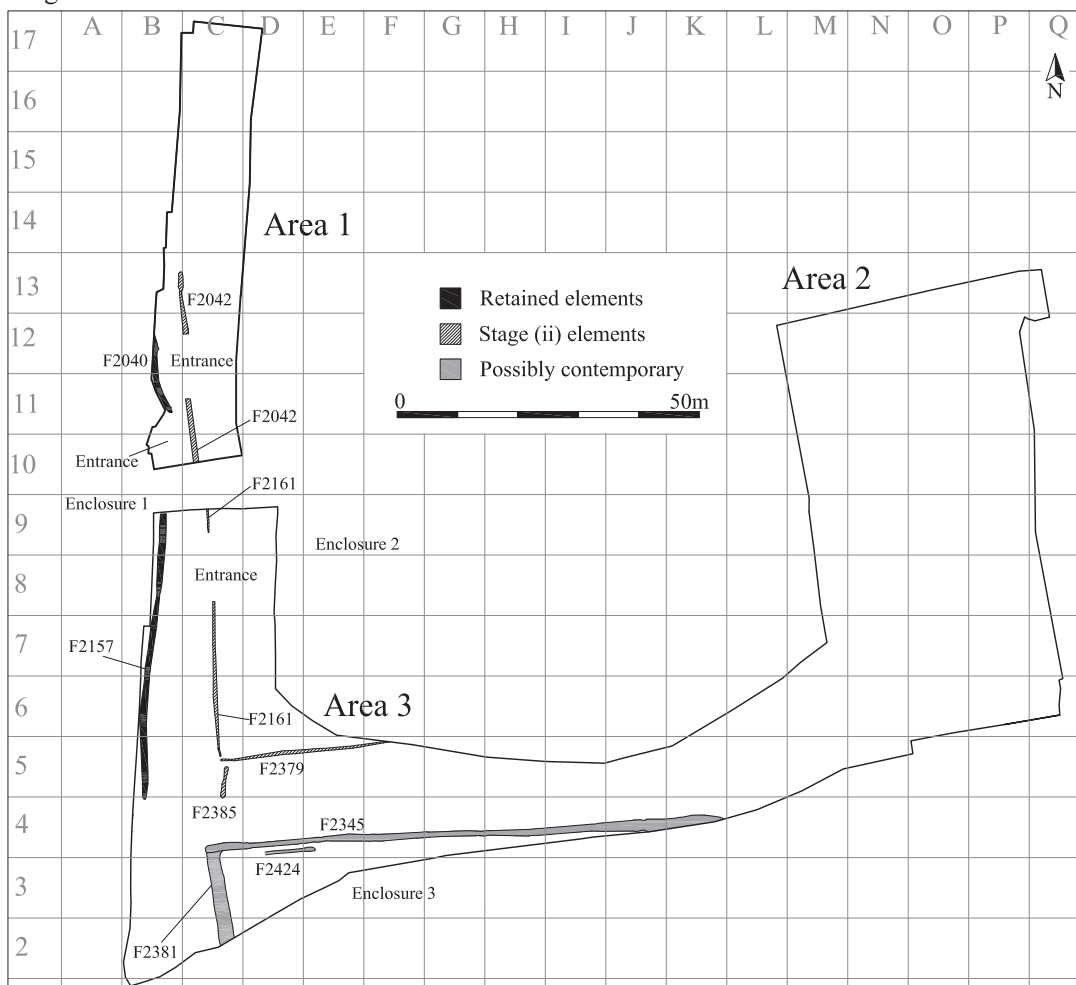 A B C D E F G H I J K L M N O P Q
17
16
15
14
13
12
11
10
9
8
7
6
5
4
3
2
N
Area 1
Area 2
Retained elements
Stage (ii) elements
Possibly contemporary
0 50m
F2042
F2040
Entrance
F2042
Entrance
F2161
Enclosure 1
Enclosure 2
Entrance
F2157
Area 3
F2161
F2379
F2385
F2345
F2424
Enclosure 3
F2381